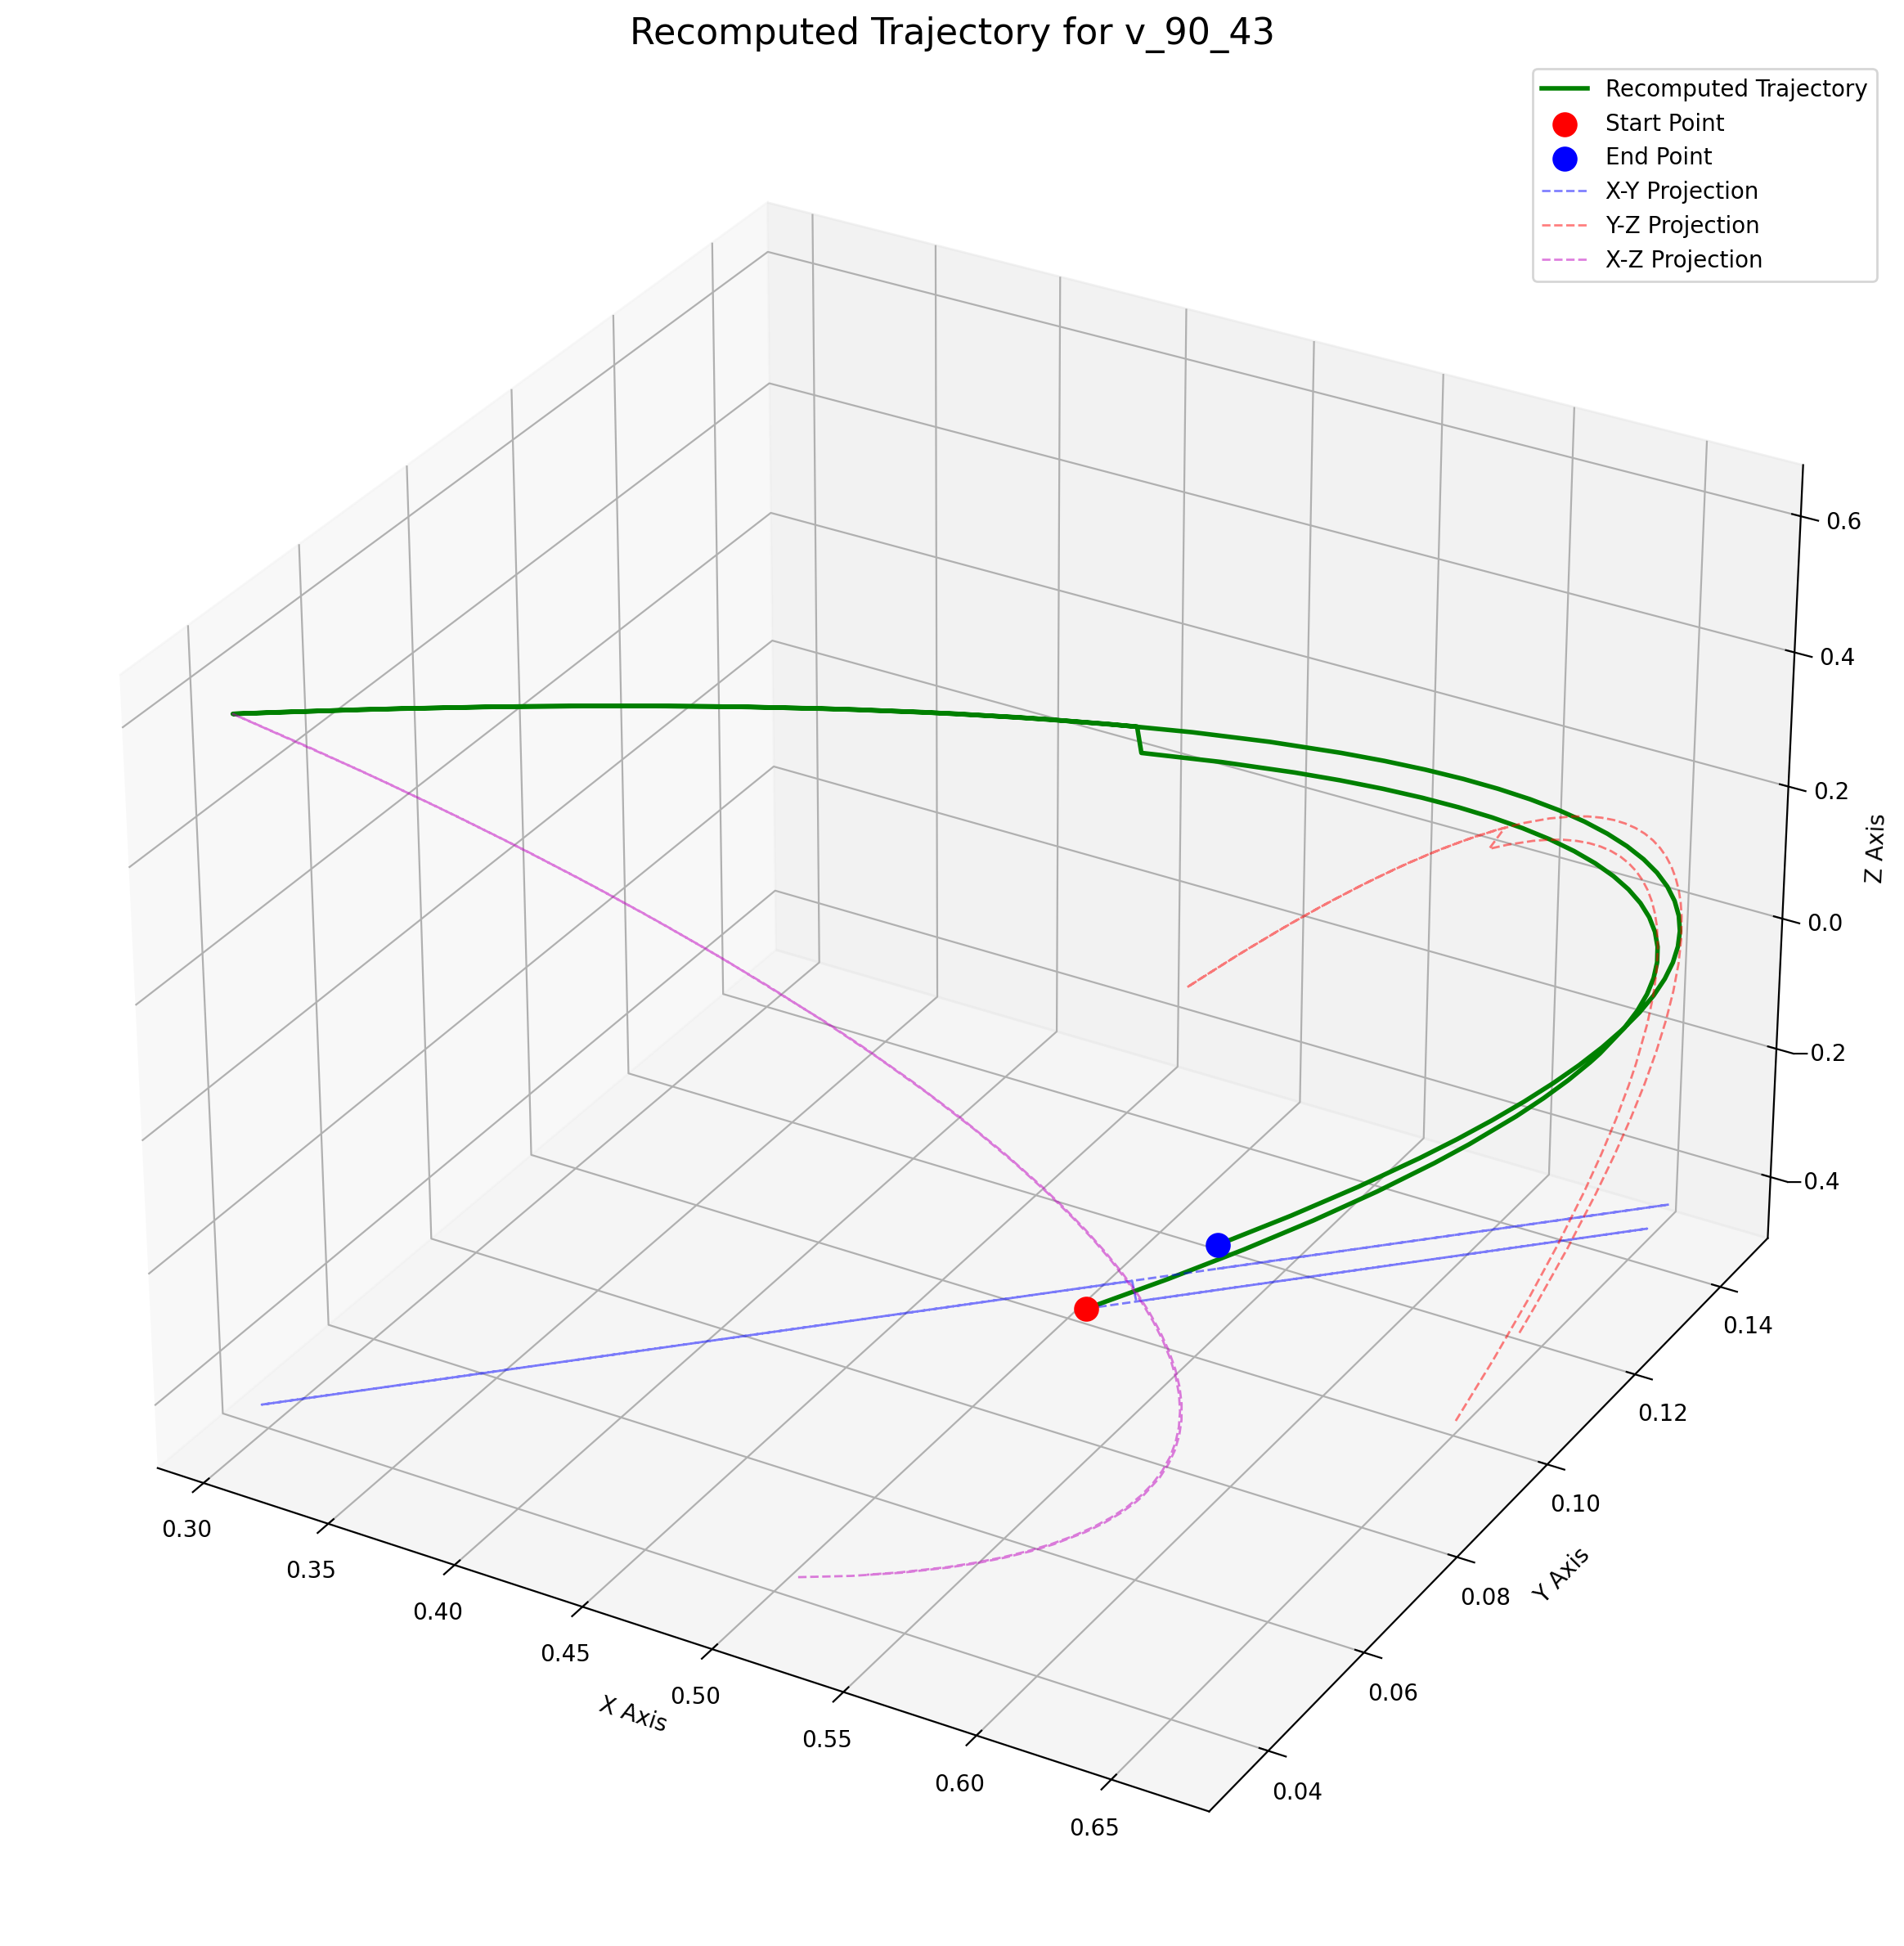 Recomputed Trajectory for v_90_43
Recomputed Trajectory
Start Point
End Point
X-Y Projection
Y-Z Projection
X-Z Projection
0.6
0.4
0.2
0.0
−0.2
−0.4
Z Axis
0.14
0.12
0.10
0.08
0.06
0.04
Y Axis
0.30
0.35
0.40
0.45
0.50
0.55
0.60
0.65
X Axis